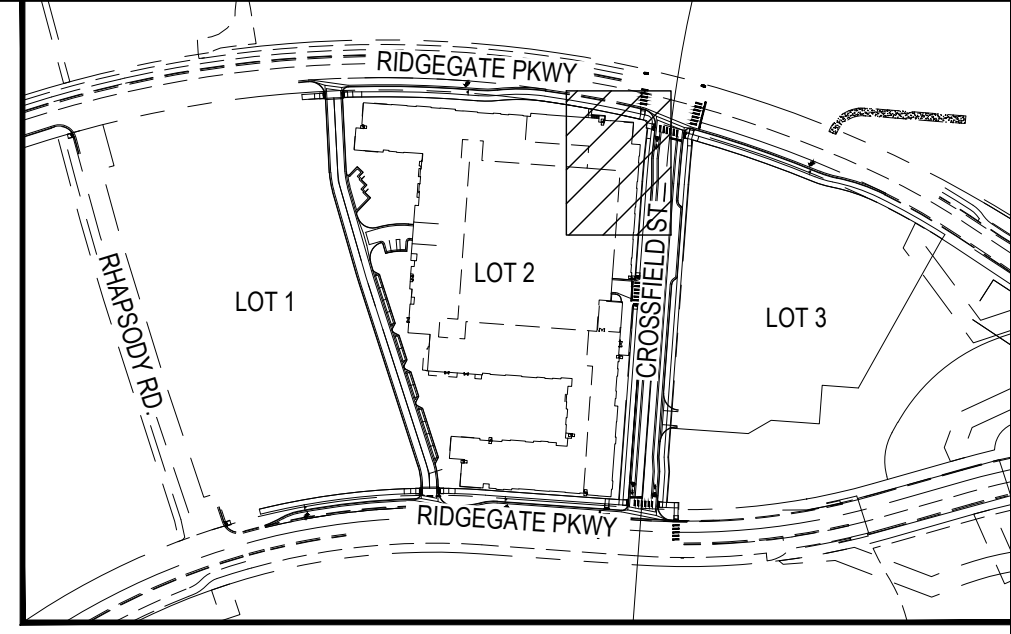 RIDGEGATE PKWY
RHAPSODY RD.
LOT 1
LOT 2
CROSSFIELD ST
LOT 3
RIDGEGATE PKWY